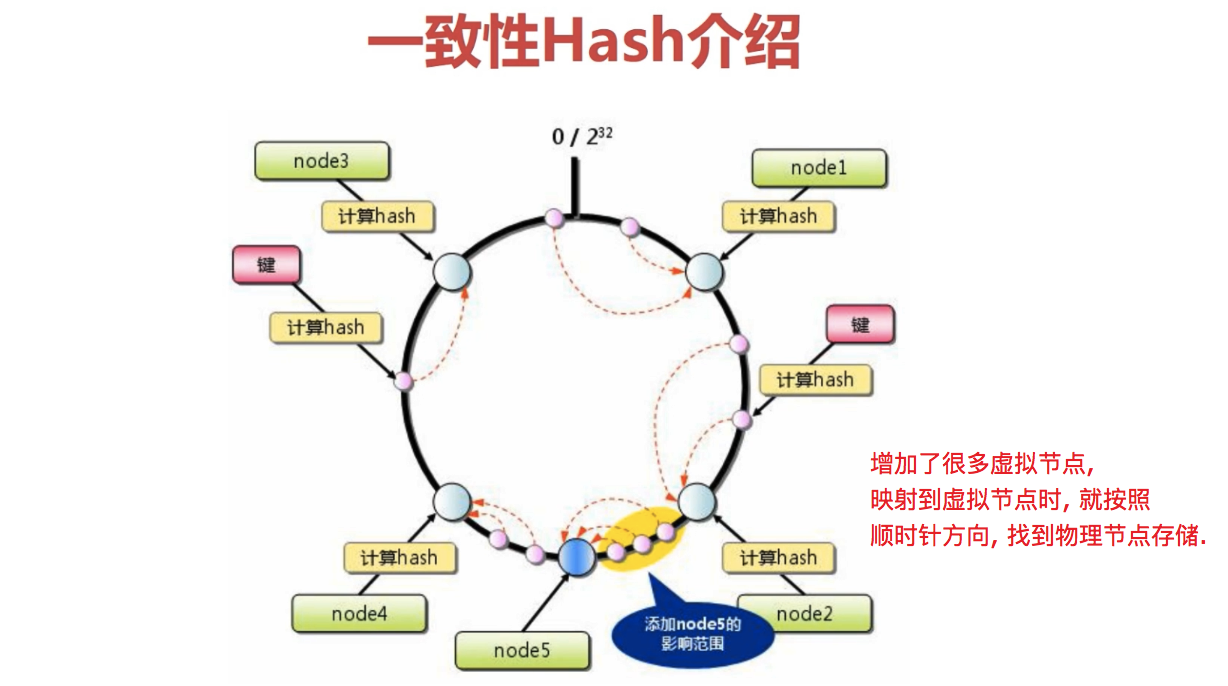 一致性Hash介绍
0 / 2³²
node3
node1
计算hash
计算hash
键
计算hash
键
计算hash
增加了很多虚拟节点,
映射到虚拟节点时, 就按照
顺时针方向, 找到物理节点存储.
计算hash
计算hash
node4
添加node5的
影响范围
node2
node5